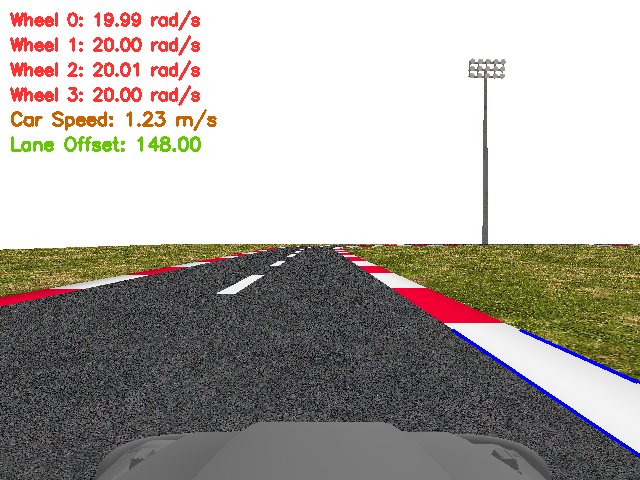 Wheel 0: 19.99 rad/s
Wheel 1: 20.00 rad/s
Wheel 2: 20.01 rad/s
Wheel 3: 20.00 rad/s
Car Speed: 1.23 m/s
Lane Offset: 148.00